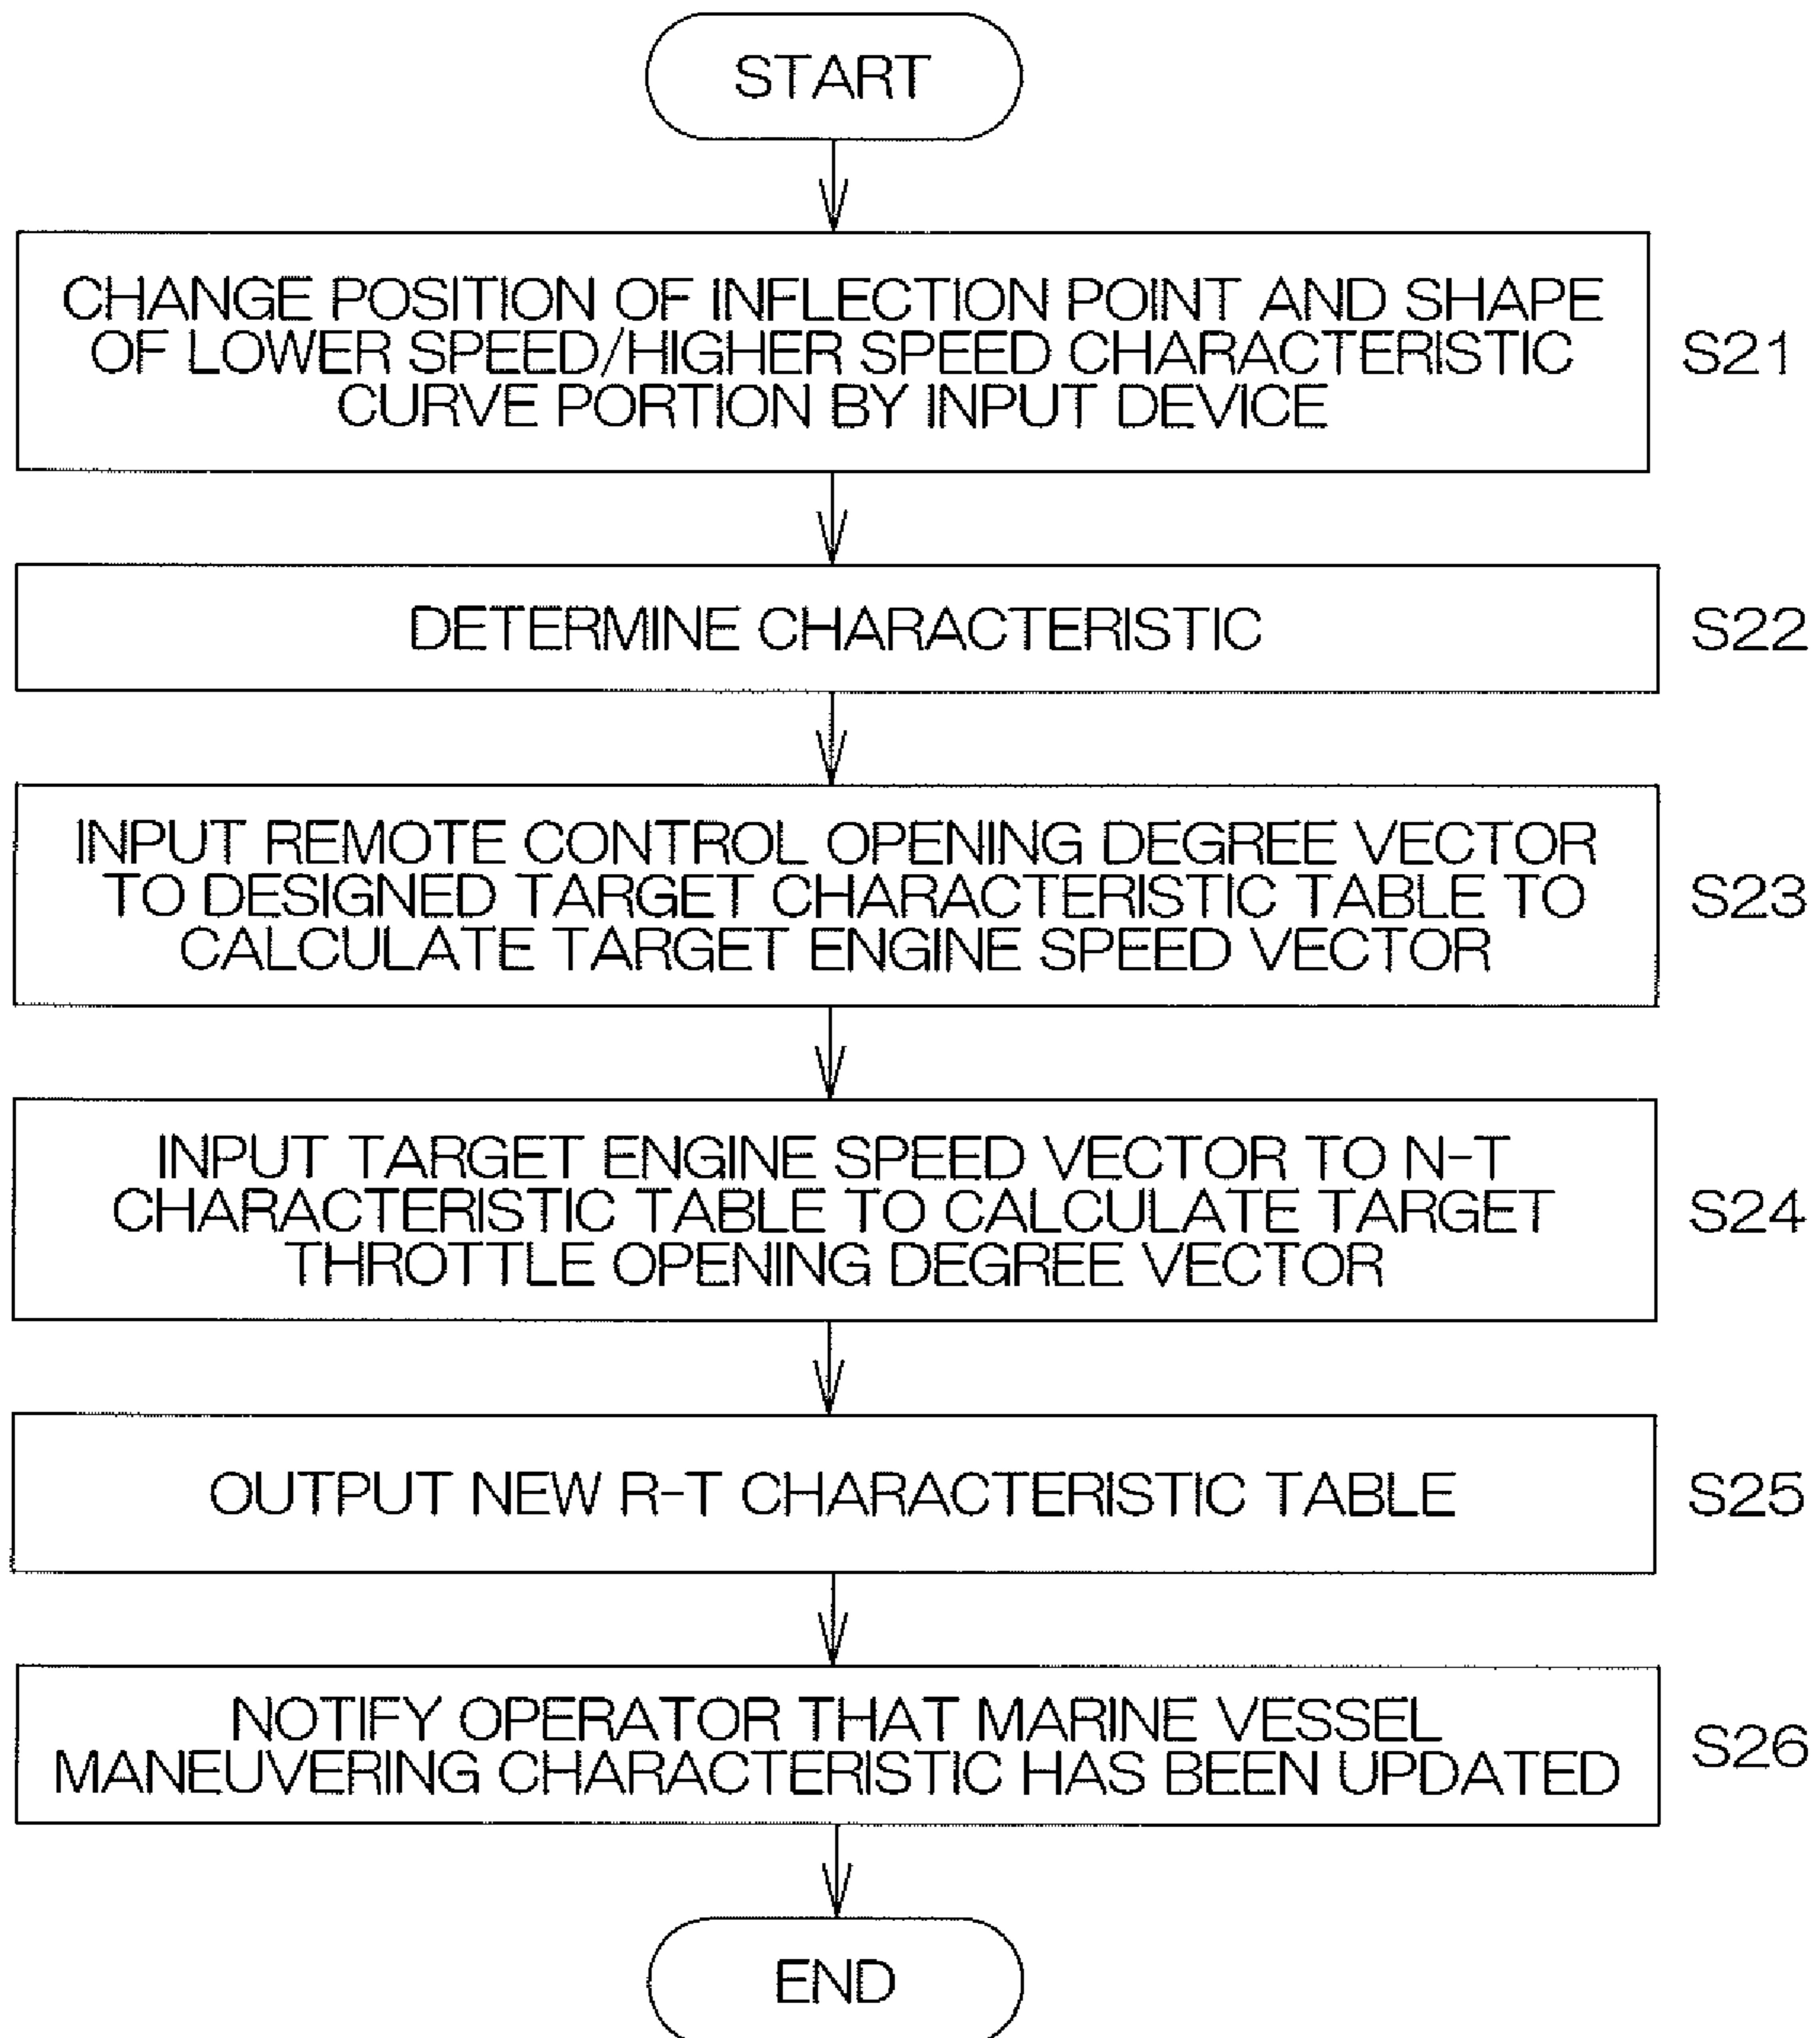 START
CHANGE POSITION OF INFLECTION POINT AND SHAPE
OF LOWER SPEED/HIGHER SPEED CHARACTERISTIC
CURVE PORTION BY INPUT DEVICE
S21
DETERMINE CHARACTERISTIC
S22
INPUT REMOTE CONTROL OPENING DEGREE VECTOR
TO DESIGNED TARGET CHARACTERISTIC TABLE TO
CALCULATE TARGET ENGINE SPEED VECTOR
S23
INPUT TARGET ENGINE SPEED VECTOR TO N-T
CHARACTERISTIC TABLE TO CALCULATE TARGET
THROTTLE OPENING DEGREE VECTOR
S24
OUTPUT NEW R-T CHARACTERISTIC TABLE
S25
NOTIFY OPERATOR THAT MARINE VESSEL
MANEUVERING CHARACTERISTIC HAS BEEN UPDATED
S26
END